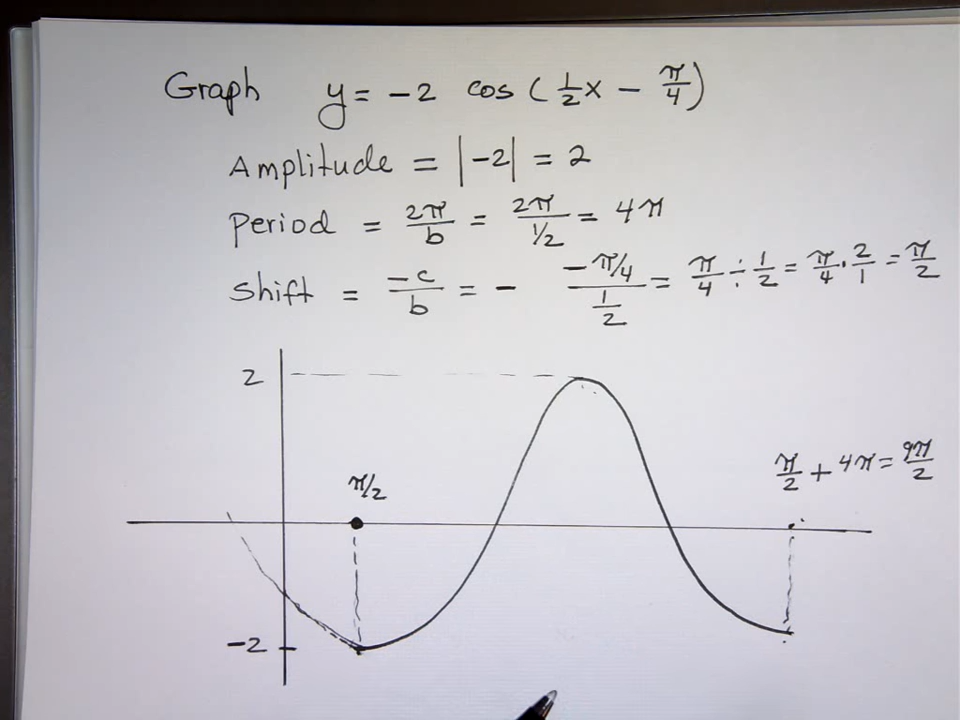 Graph y = -2 cos ( 1/2 x - π/4 )
Amplitude = |-2| = 2
Period = 2π/b = 2π/(1/2) = 4π
Shift = -c/b = - (-π/4)/(1/2) = π/4 ÷ 1/2 = π/4 · 2/1 = π/2
2
π/2 + 4π = 9π/2
π/2
-2